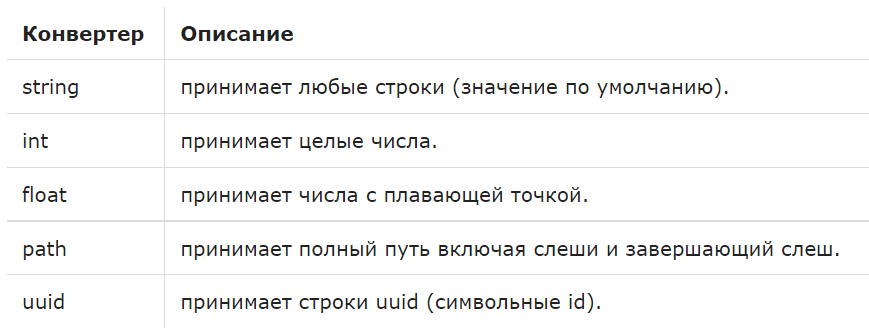 Конвертер Описание
string принимает любые строки (значение по умолчанию).
int принимает целые числа.
float принимает числа с плавающей точкой.
path принимает полный путь включая слеши и завершающий слеш.
uuid принимает строки uuid (символьные id).